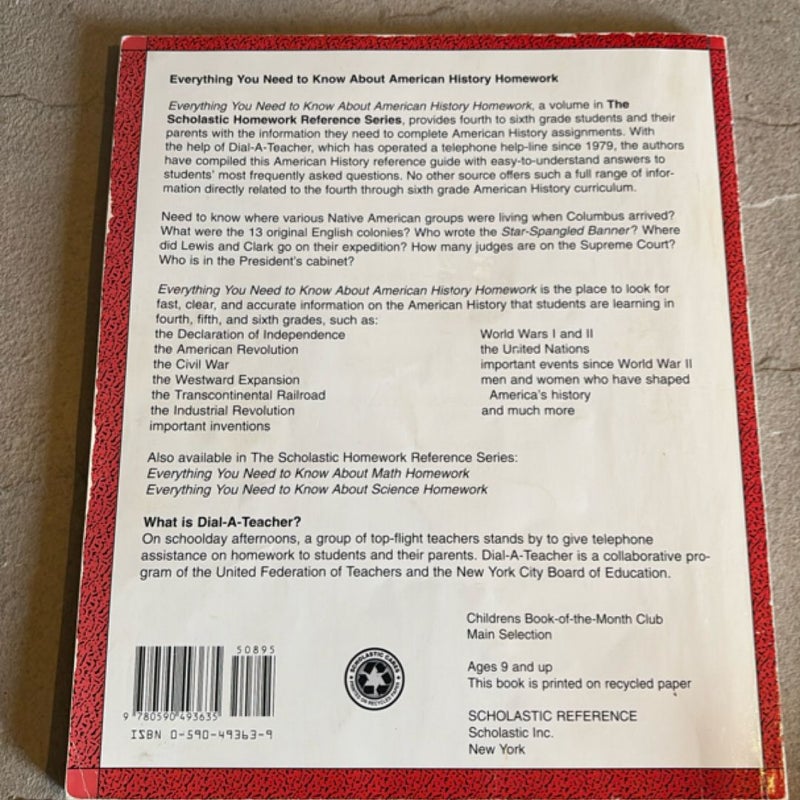 Everything You Need to Know About American History Homework
Everything You Need to Know About American History Homework, a volume in The
Scholastic Homework Reference Series, provides fourth to sixth grade students and their
parents with the information they need to complete American History assignments. With
the help of Dial-A-Teacher, which has operated a telephone help-line since 1979, the authors
have compiled this American History reference guide with easy-to-understand answers to
students' most frequently asked questions. No other source offers such a full range of infor-
mation directly related to the fourth through sixth grade American History curriculum.
Need to know where various Native American groups were living when Columbus arrived?
What were the 13 original English colonies? Who wrote the Star-Spangled Banner? Where
did Lewis and Clark go on their expedition? How many judges are on the Supreme Court?
Who is in the President's cabinet?
Everything You Need to Know About American History Homework is the place to look for
fast, clear, and accurate information on the American History that students are learning in
fourth, fifth, and sixth grades, such as:
the Declaration of Independence
the American Revolution
the Civil War
the Westward Expansion
the Transcontinental Railroad
the Industrial Revolution
important inventions
World Wars I and II
the United Nations
important events since World War II
men and women who have shaped
America's history
and much more
Also available in The Scholastic Homework Reference Series:
Everything You Need to Know About Math Homework
Everything You Need to Know About Science Homework
What is Dial-A-Teacher?
On schoolday afternoons, a group of top-flight teachers stands by to give telephone
assistance on homework to students and their parents. Dial-A-Teacher is a collaborative pro-
gram of the United Federation of Teachers and the New York City Board of Education.
Childrens Book-of-the-Month Club
Main Selection
Ages 9 and up
This book is printed on recycled paper
SCHOLASTIC REFERENCE
Scholastic Inc.
New York
50895
9 780590 493635
ISBN 0-590-49363-9
SCHOLASTIC CARES
PRINTED ON RECYCLED PAPER